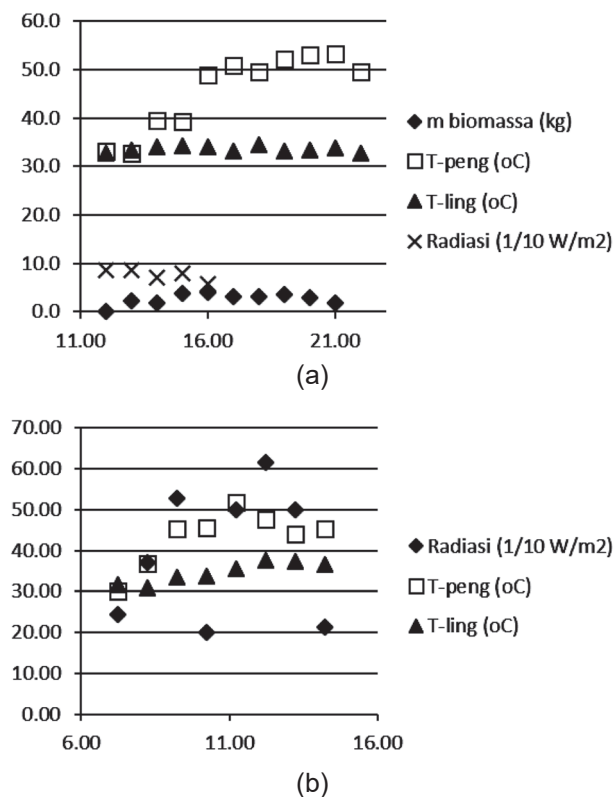 60.0
50.0
40.0
30.0
20.0
10.0
0.0
11.00 16.00 21.00
m biomassa (kg)
T-peng (oC)
T-ling (oC)
Radiasi (1/10 W/m2)
(a)
70.00
60.00
50.00
40.00
30.00
20.00
10.00
0.00
6.00 11.00 16.00
Radiasi (1/10 W/m2)
T-peng (oC)
T-ling (oC)
(b)